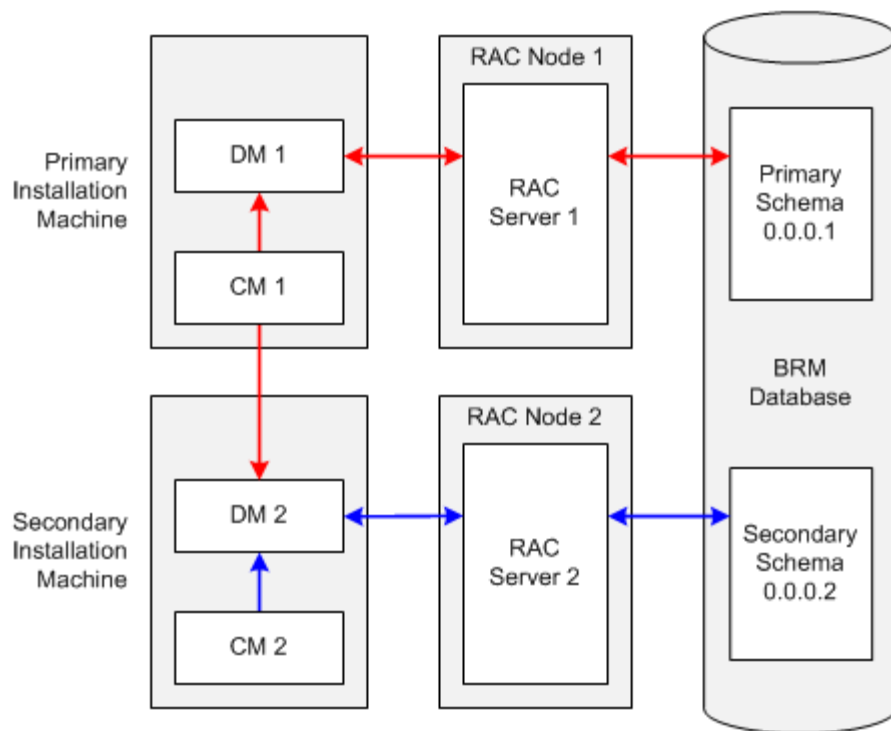 RAC Node 1
Primary
Installation
Machine
DM 1
CM 1
RAC
Server 1
Primary
Schema
0.0.0.1
BRM
Database
RAC Node 2
Secondary
Installation
Machine
DM 2
CM 2
RAC
Server 2
Secondary
Schema
0.0.0.2